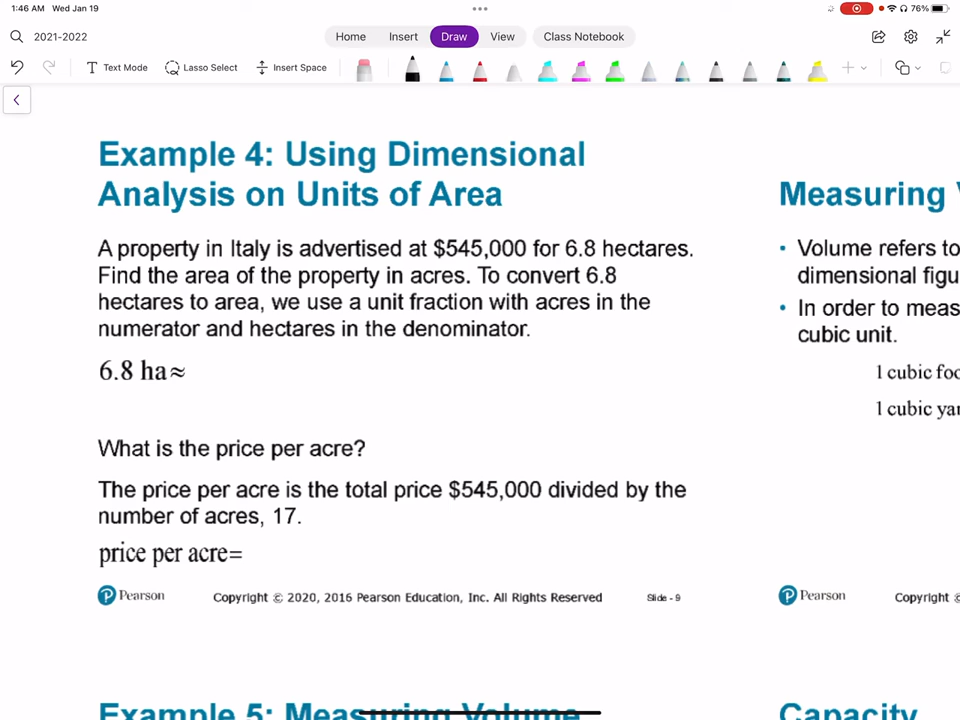 1:46 AM Wed Jan 19
76%
2021-2022
Home Insert Draw View Class Notebook
Text Mode Lasso Select Insert Space
Example 4: Using Dimensional
Analysis on Units of Area
A property in Italy is advertised at $545,000 for 6.8 hectares.
Find the area of the property in acres. To convert 6.8
hectares to area, we use a unit fraction with acres in the
numerator and hectares in the denominator.
6.8 ha≈
What is the price per acre?
The price per acre is the total price $545,000 divided by the
number of acres, 17.
price per acre=
Pearson Copyright © 2020, 2016 Pearson Education, Inc. All Rights Reserved Slide - 9
Measuring
• Volume refers to
dimensional figu
• In order to meas
cubic unit.
1 cubic foo
1 cubic yar
Pearson Copyright ©
Example 5: Measuring Volume
Capacity